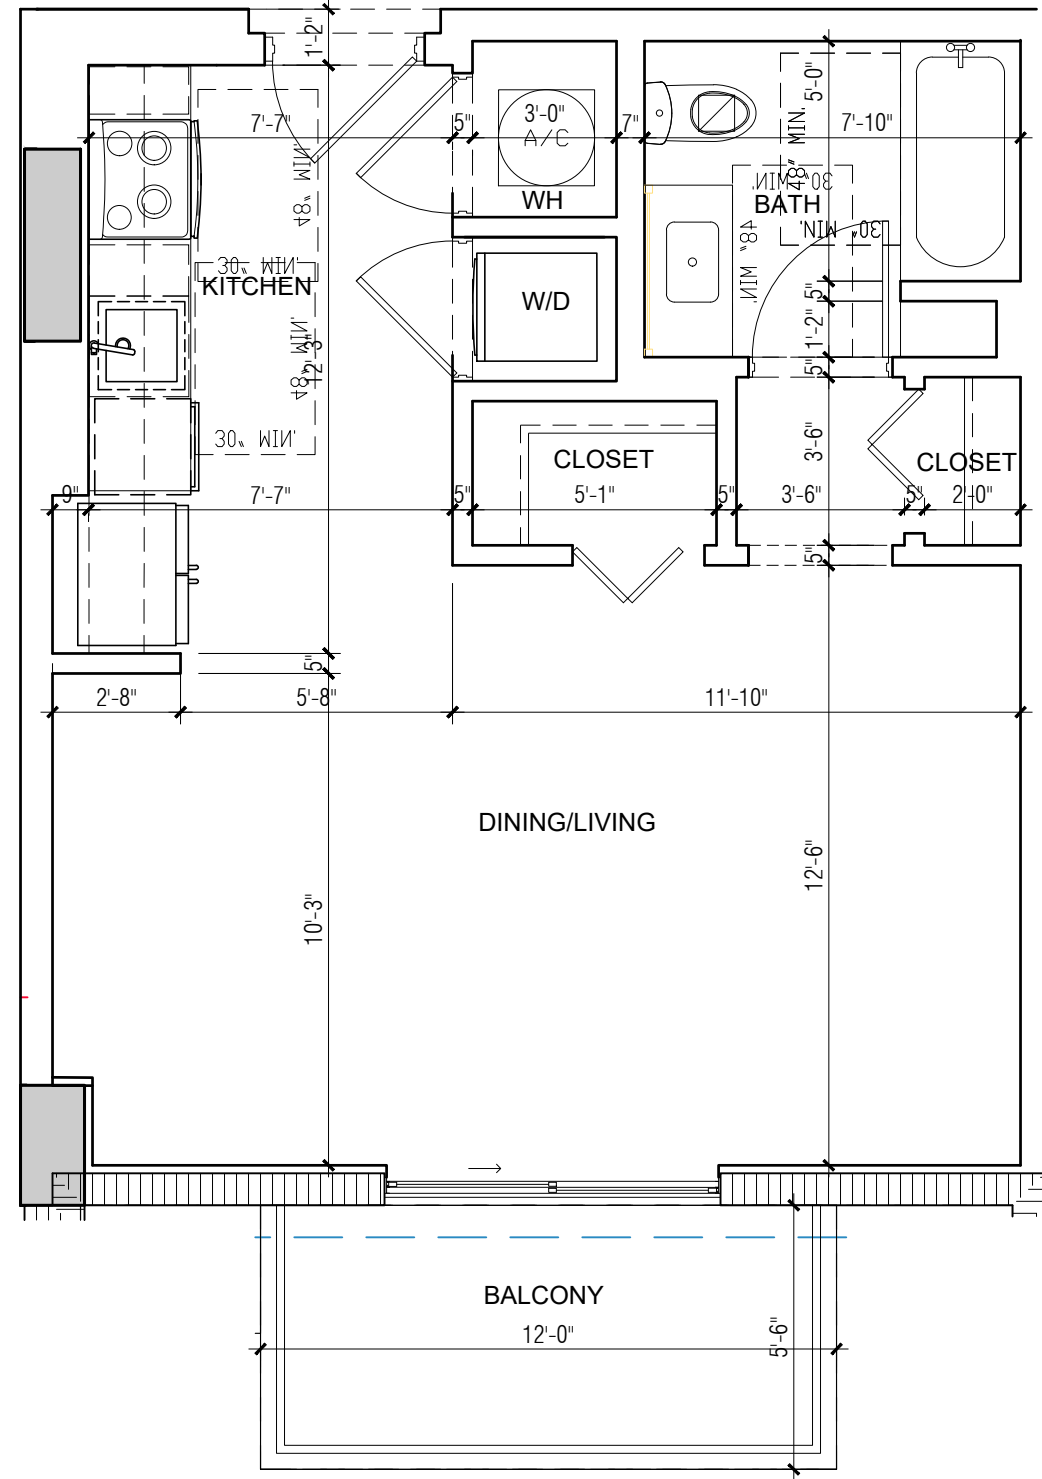 1'-2"
5'-0"
7'-7"
5"
3'-0"
A/C
7"
48" MIN.
7'-10"
48" MIN.
WH
30" MIN.
BATH
30" MIN.
48" MIN.
30" MIN.
KITCHEN
W/D
5"
1'-2"
48" MIN.
12'-3"
5"
30" MIN.
CLOSET
3'-6"
CLOSET
9"
7'-7"
5"
5'-1"
5"
3'-6"
5"
2'-0"
5"
5"
2'-8"
5'-8"
11'-10"
DINING/LIVING
12'-6"
10'-3"
BALCONY
12'-0"
5'-6"